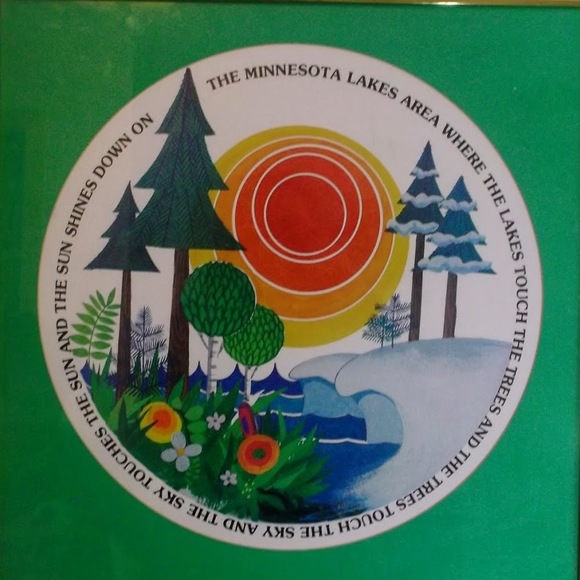 THE MINNESOTA LAKES AREA WHERE THE LAKES TOUCH THE TREES AND THE TREES TOUCH THE SKY AND THE SKY TOUCHES THE SUN AND THE SUN SHINES DOWN ON